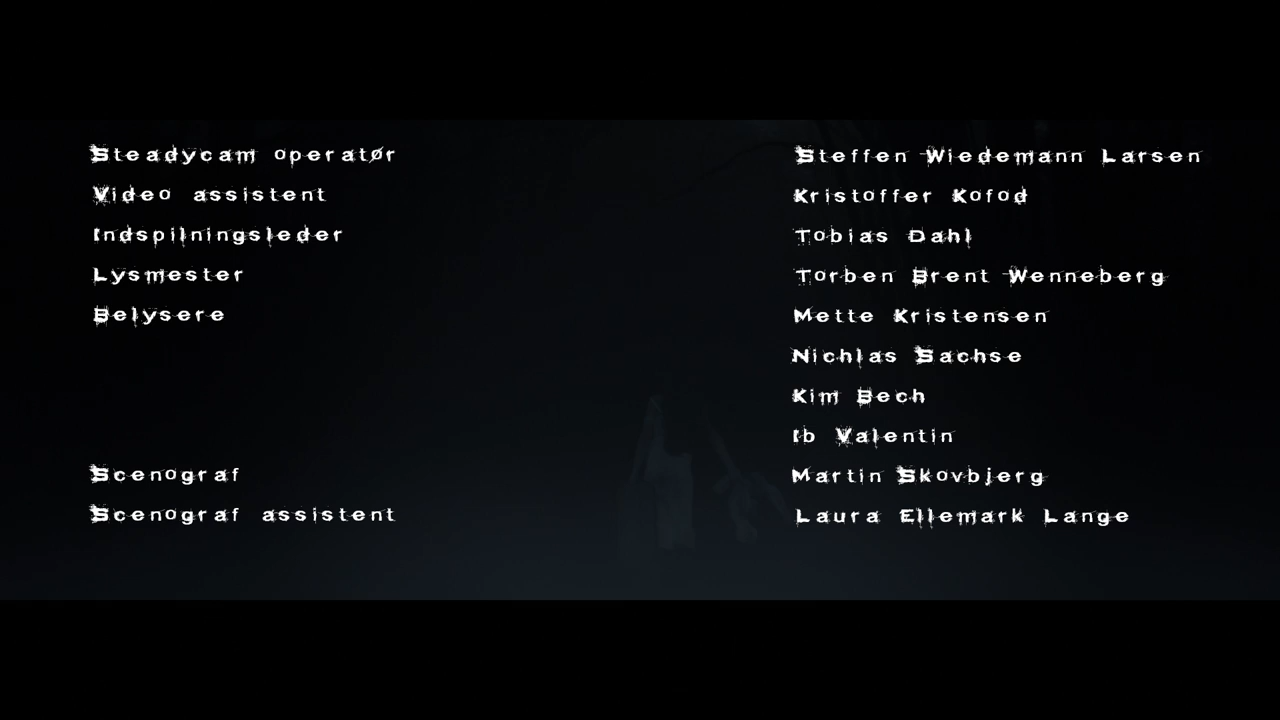 Steadycam operatør Steffen Wiedemann Larsen
Video assistent Kristoffer Kofod
Indspilningsleder Tobias Dahl
Lysmester Torben Brent Wenneberg
Belysere Mette Kristensen
Nichlas Sachse
Kim Bech
Ib Valentin
Scenograf Martin Skovbjerg
Scenograf assistent Laura Ellemark Lange